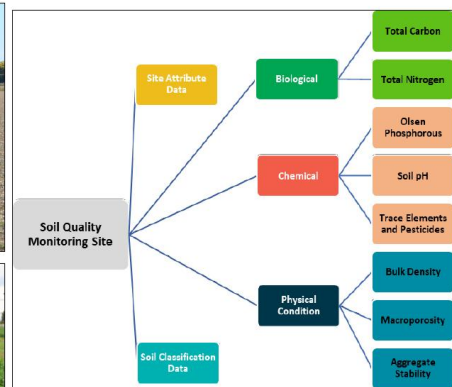 Total Carbon
Site Attribute
Data
Biological
Total Nitrogen
Olsen
Phosphorous
Chemical
Soil pH
Soil Quality
Monitoring Site
Trace Elements
and Pesticides
Bulk Density
Physical
Condition
Macroporosity
Soil Classification
Data
Aggregate
Stability